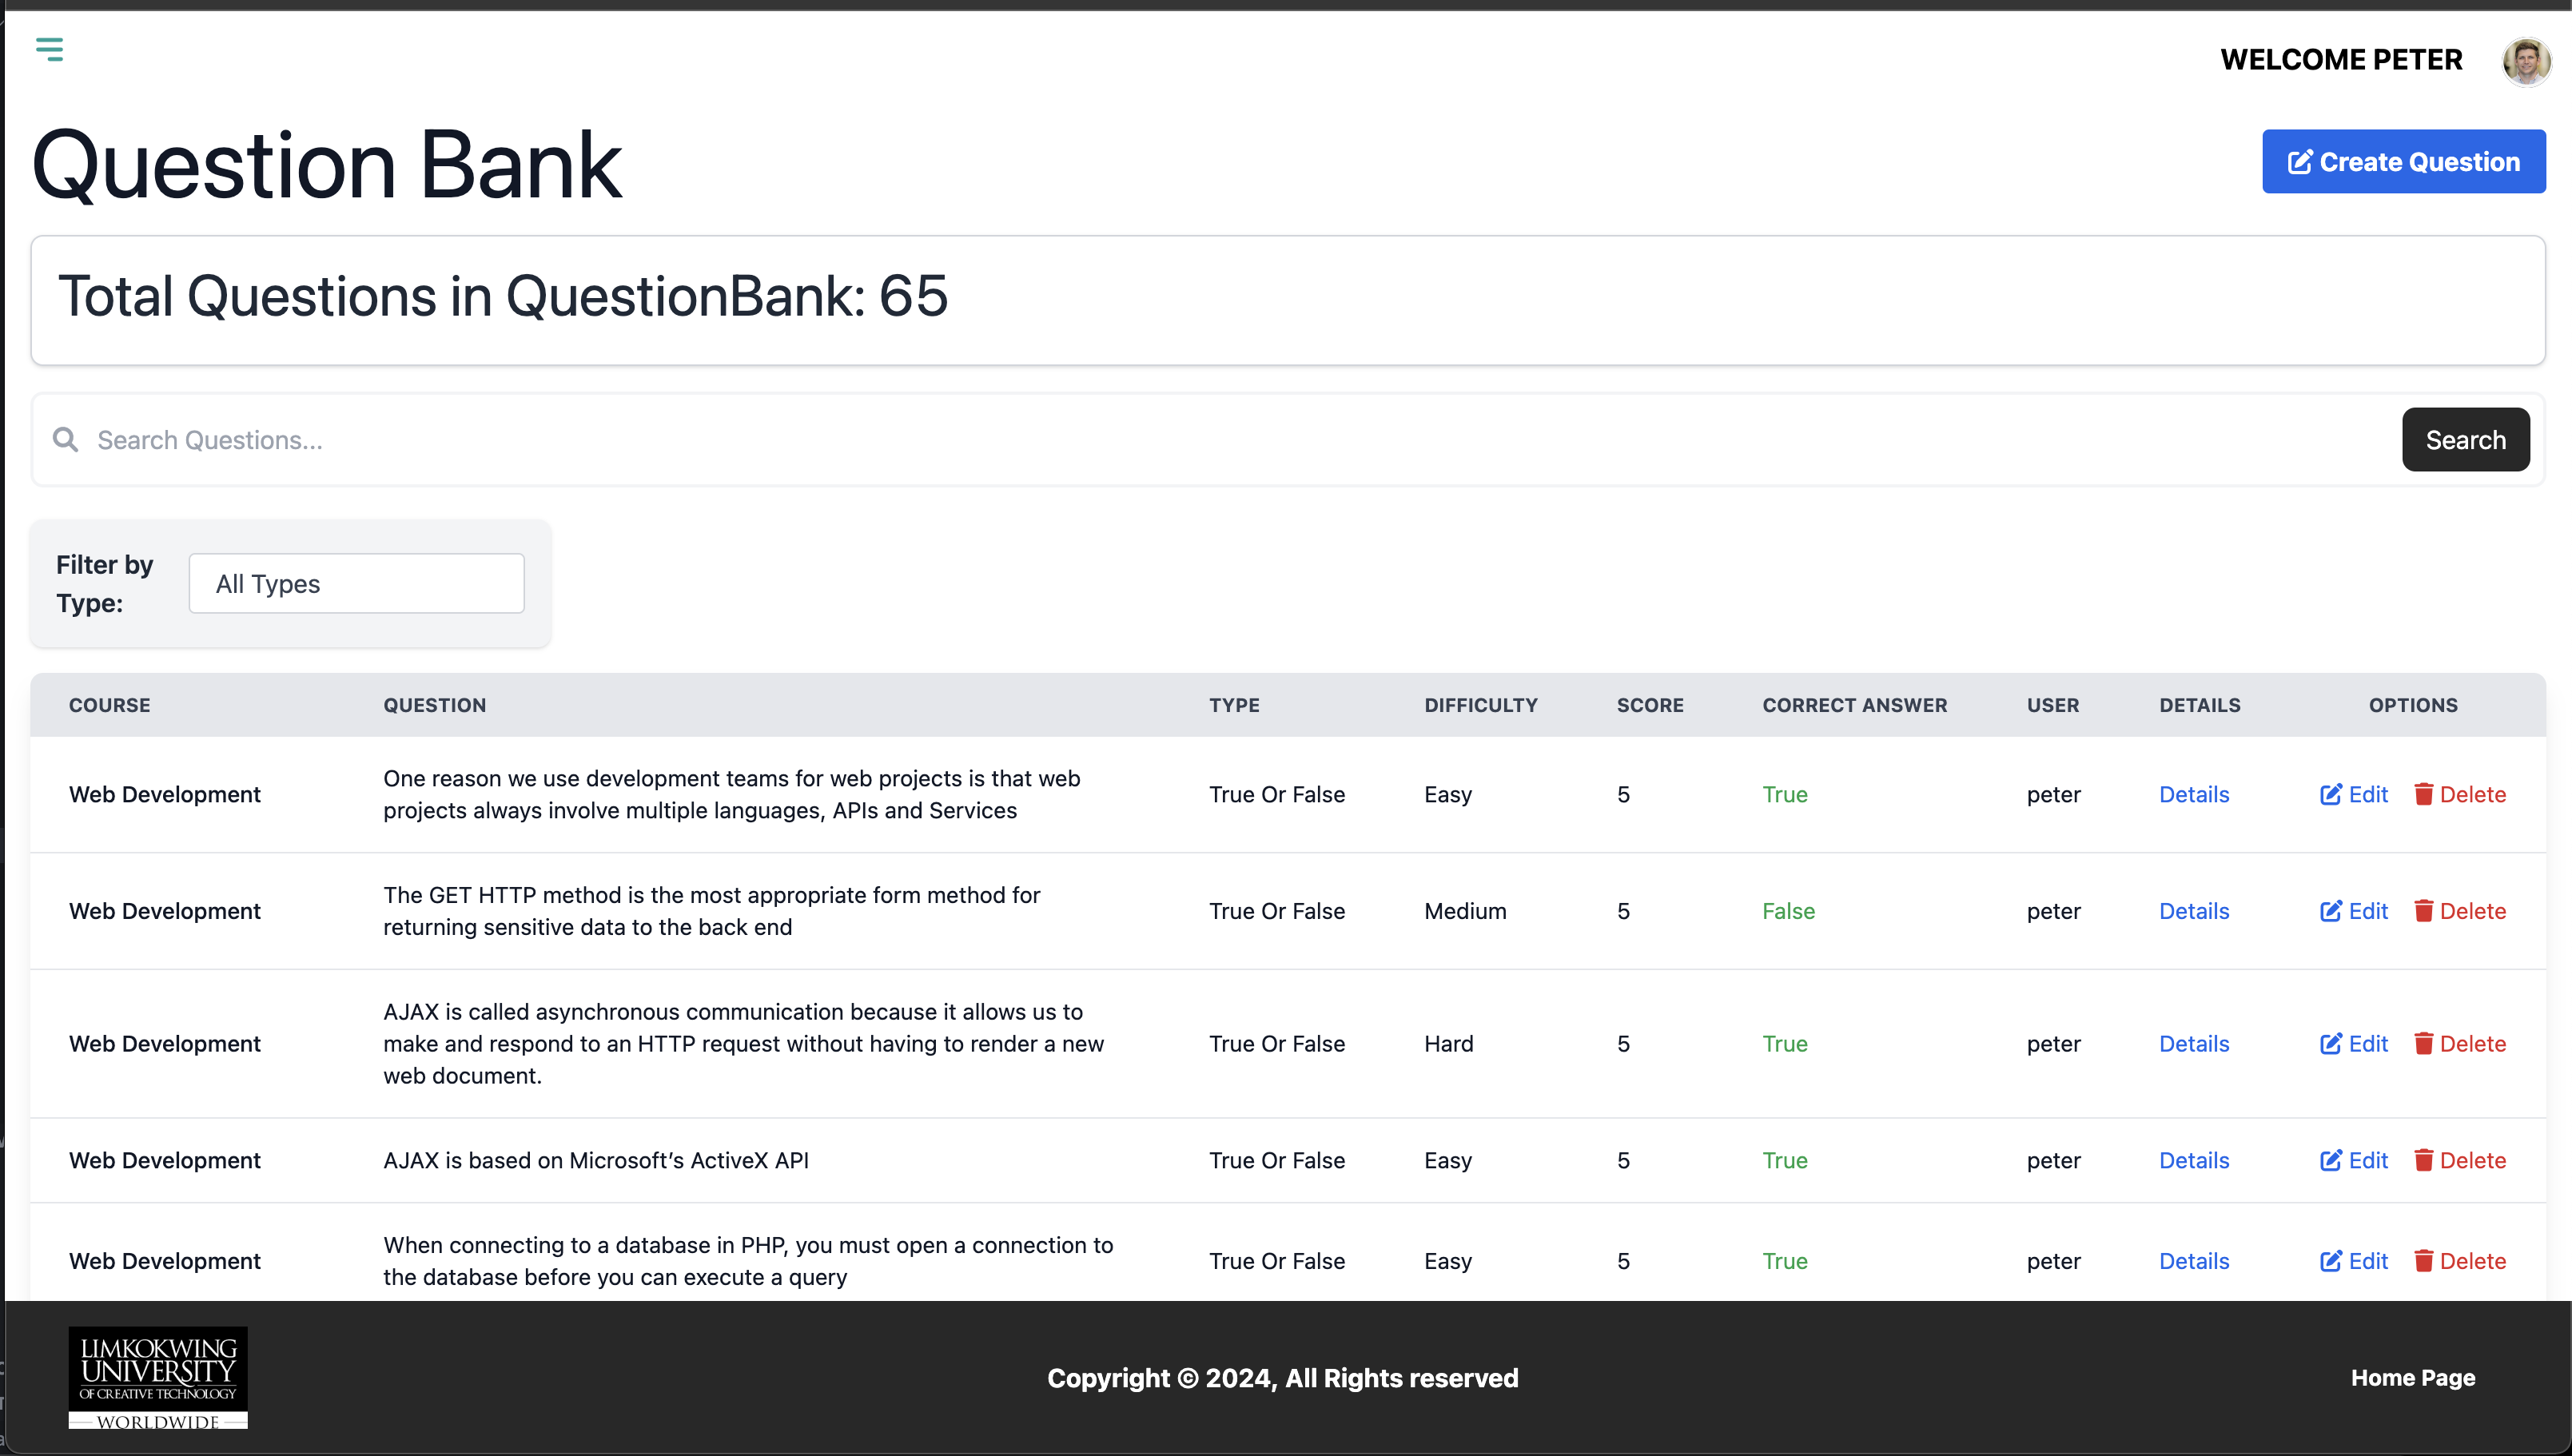 WELCOME PETER
Question Bank
Create Question
Total Questions in QuestionBank: 65
Search Questions...
Search
Filter by
Type:
All Types
COURSE QUESTION TYPE DIFFICULTY SCORE CORRECT ANSWER USER DETAILS OPTIONS
One reason we use development teams for web projects is that web
Web Development True Or False Easy 5 True peter Details Edit Delete
projects always involve multiple languages, APIs and Services
The GET HTTP method is the most appropriate form method for
Web Development True Or False Medium 5 False peter Details Edit Delete
returning sensitive data to the back end
AJAX is called asynchronous communication because it allows us to
Web Development make and respond to an HTTP request without having to render a new True Or False Hard 5 True peter Details Edit Delete
web document.
Web Development AJAX is based on Microsoft’s ActiveX API True Or False Easy 5 True peter Details Edit Delete
When connecting to a database in PHP, you must open a connection to
Web Development True Or False Easy 5 True peter Details Edit Delete
the database before you can execute a query
LIMKOKWING
UNIVERSITY
OF CREATIVE TECHNOLOGY
WORLDWIDE
Copyright © 2024, All Rights reserved
Home Page